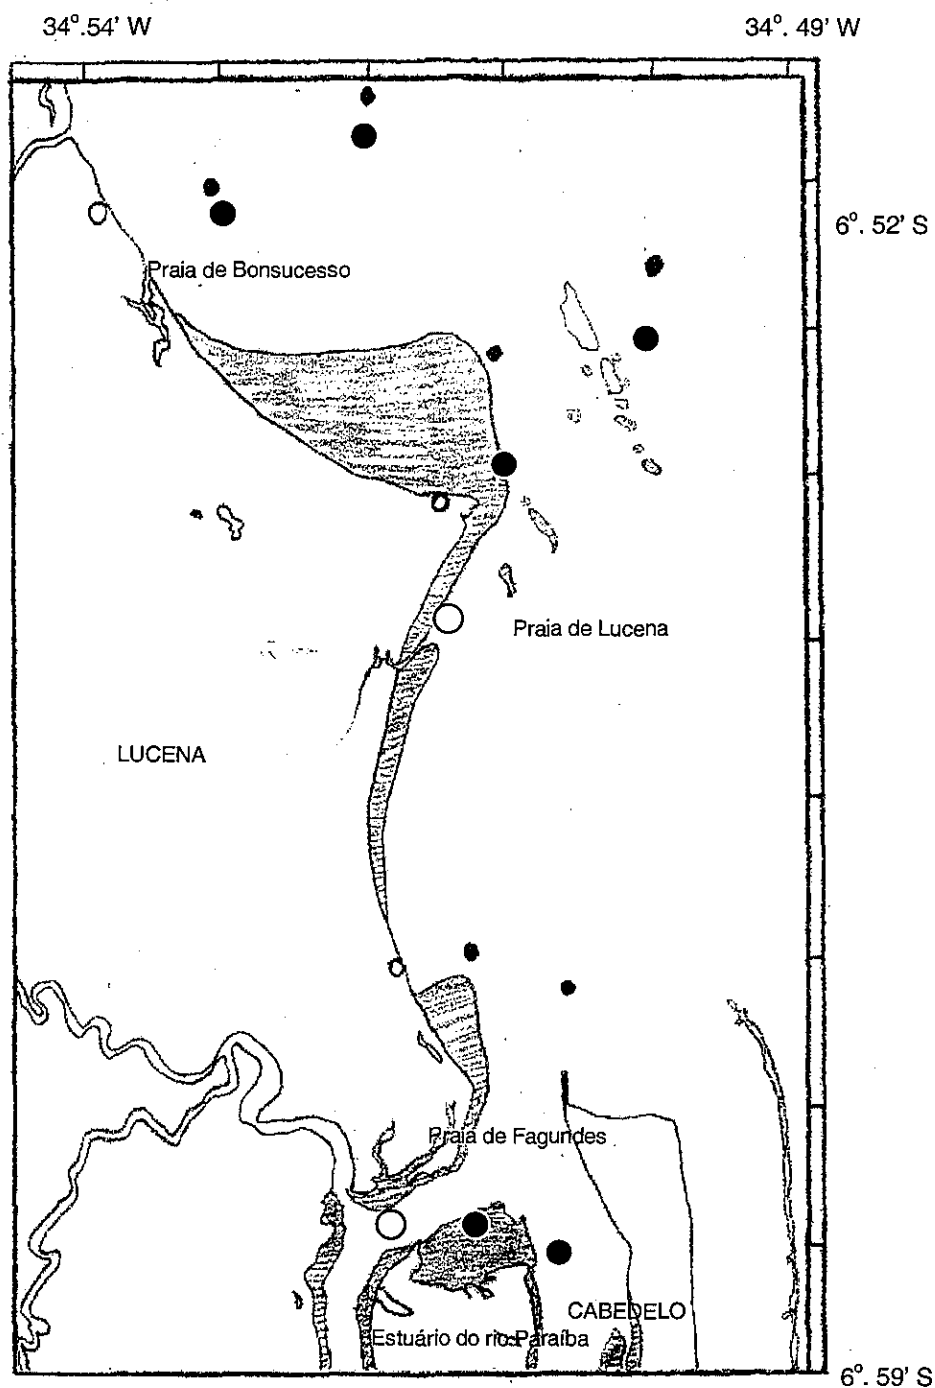 34°.54' W
34°. 49' W
6°. 52' S
Praia de Bonsucesso
Praia de Lucena
LUCENA
Praia de Fagundes
CABEDELO
Estuário do rio Paraíba
6°. 59' S